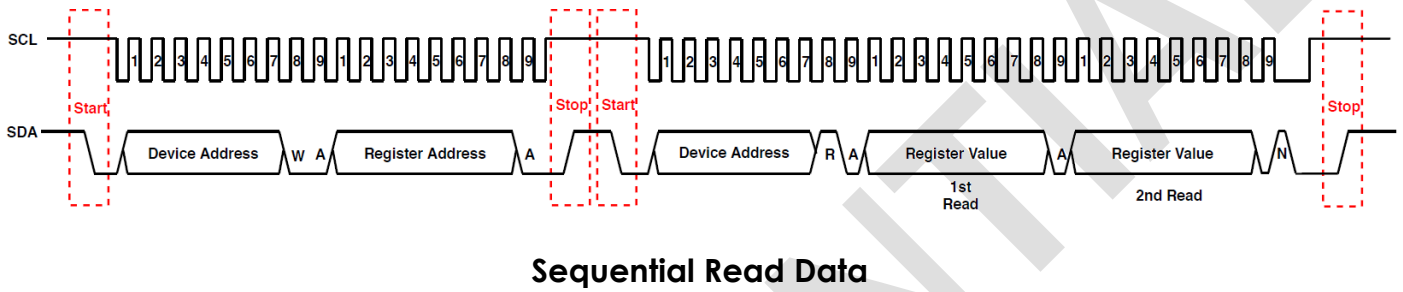 SCL 1 2 3 4 5 6 7 8 9 1 2 3 4 5 6 7 8 9 1 2 3 4 5 6 7 8 9 1 2 3 4 5 6 7 8 9 1 2 3 4 5 6 7 8 9
Start Stop Start Stop
SDA Device Address W A Register Address A Device Address R A Register Value A Register Value N
1st
Read
2nd Read
Sequential Read Data